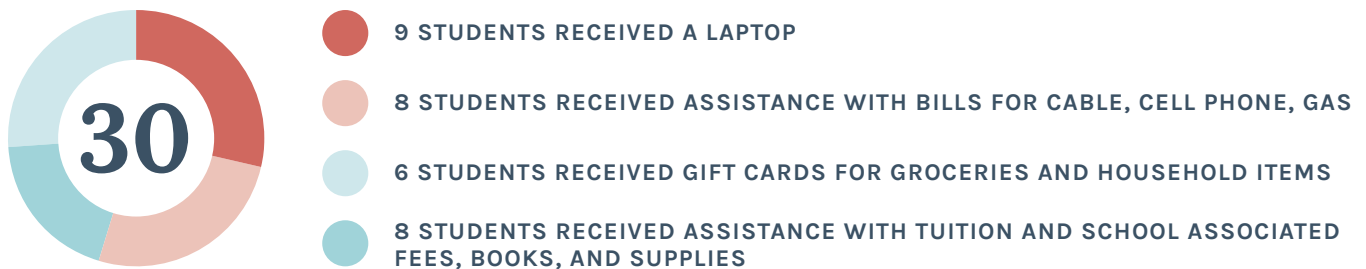 30
9 STUDENTS RECEIVED A LAPTOP
8 STUDENTS RECEIVED ASSISTANCE WITH BILLS FOR CABLE, CELL PHONE, GAS
6 STUDENTS RECEIVED GIFT CARDS FOR GROCERIES AND HOUSEHOLD ITEMS
8 STUDENTS RECEIVED ASSISTANCE WITH TUITION AND SCHOOL ASSOCIATED
FEES, BOOKS, AND SUPPLIES